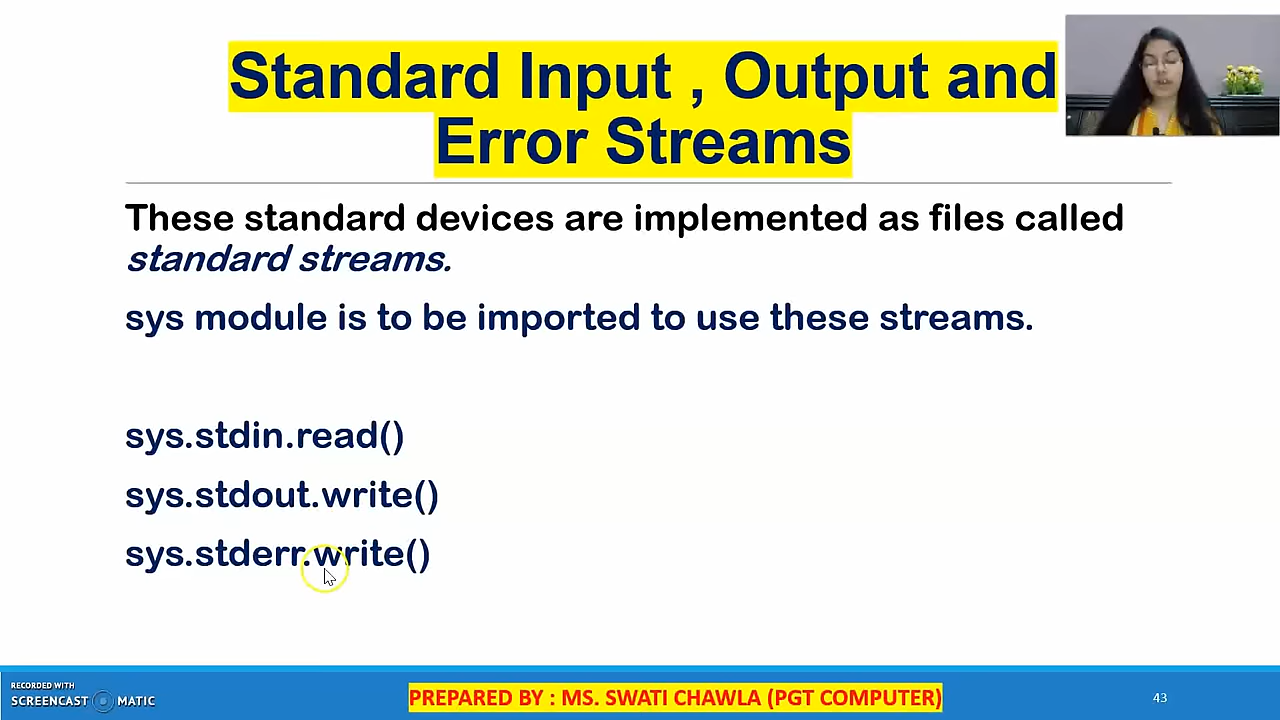 Standard Input , Output and
Error Streams
These standard devices are implemented as files called
standard streams.
sys module is to be imported to use these streams.
sys.stdin.read()
sys.stdout.write()
sys.stderr.write()
RECORDED WITH
SCREENCAST MATIC
PREPARED BY : MS. SWATI CHAWLA (PGT COMPUTER)
43